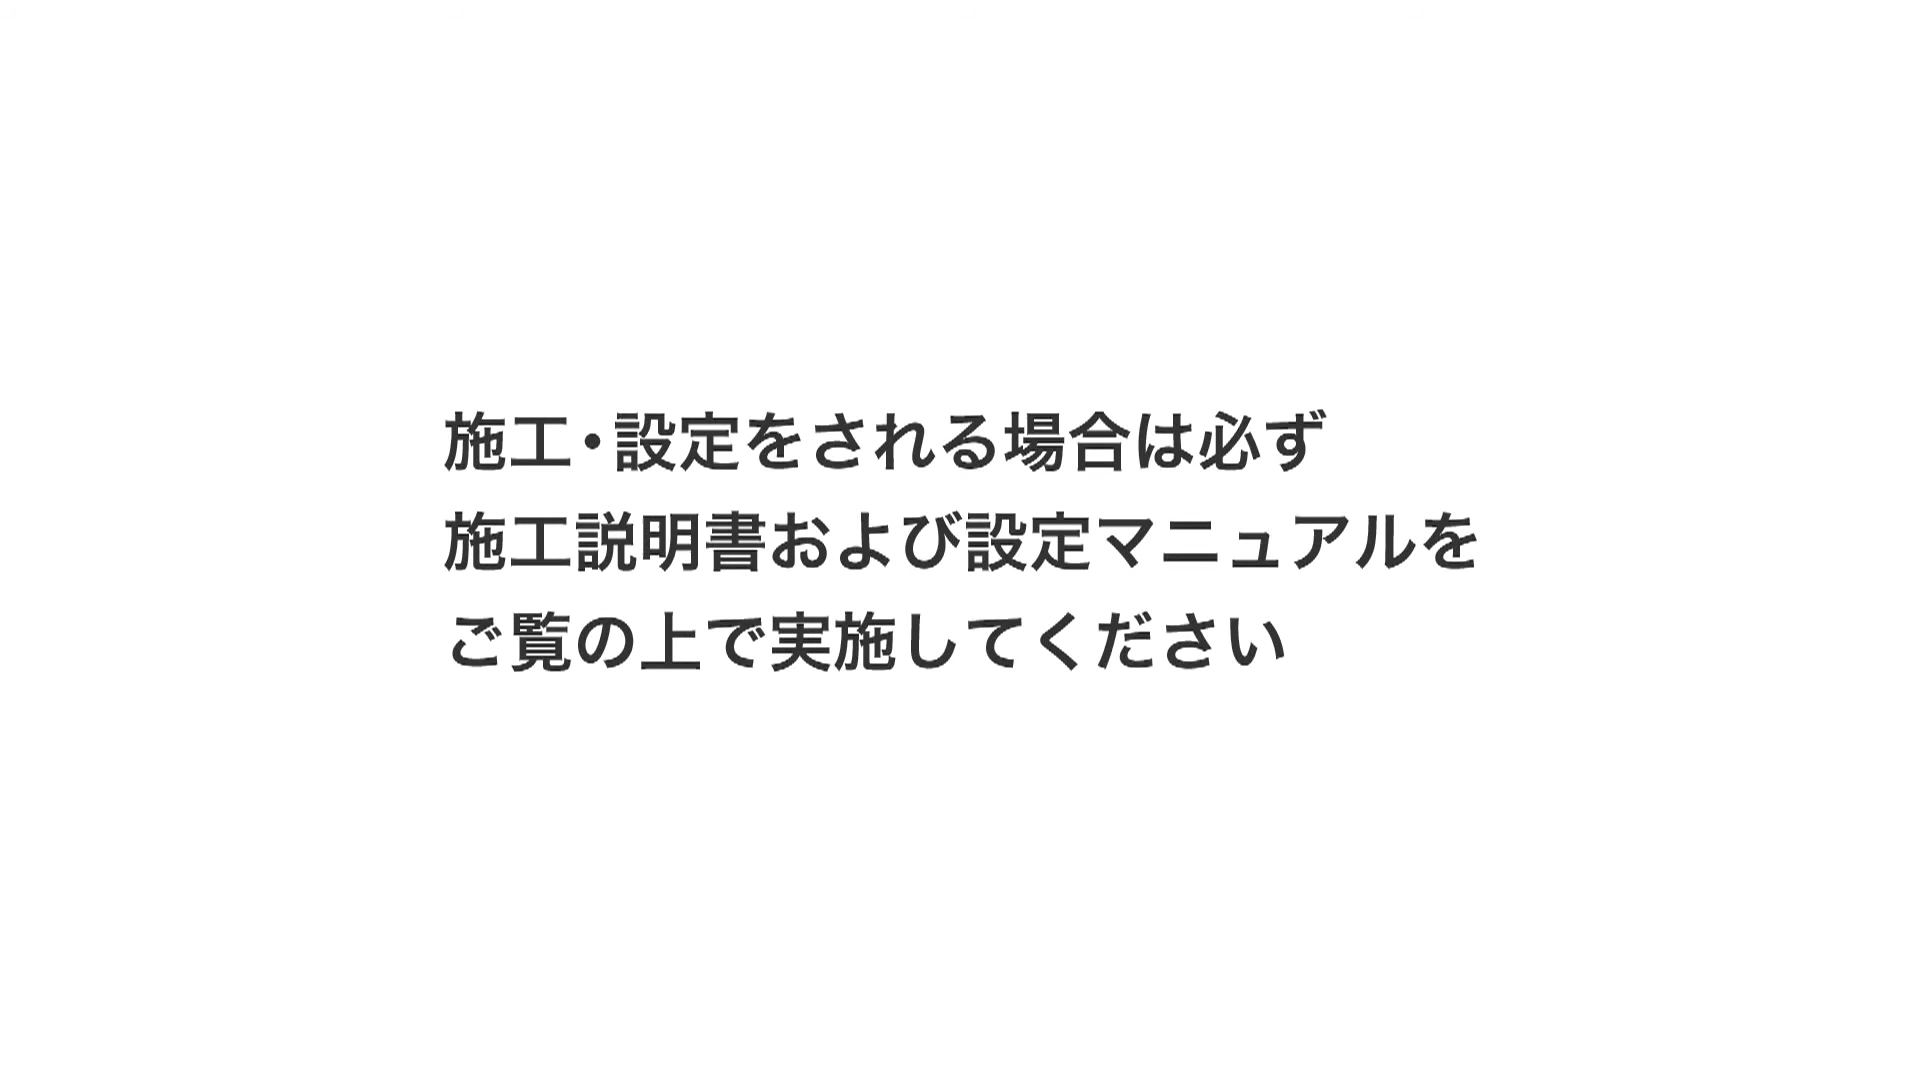 施工・設定をされる場合は必ず
施工説明書および設定マニュアルを
ご覧の上で実施してください